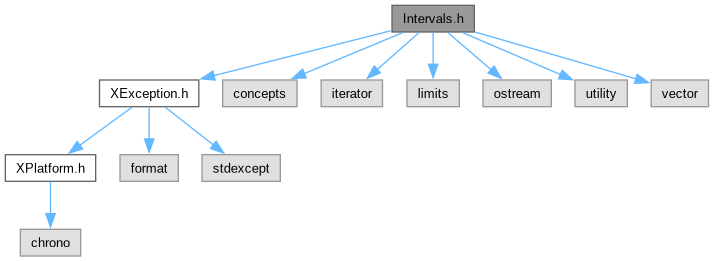 Intervals.h
XException.h
concepts
iterator
limits
ostream
utility
vector
XPlatform.h
format
stdexcept
chrono